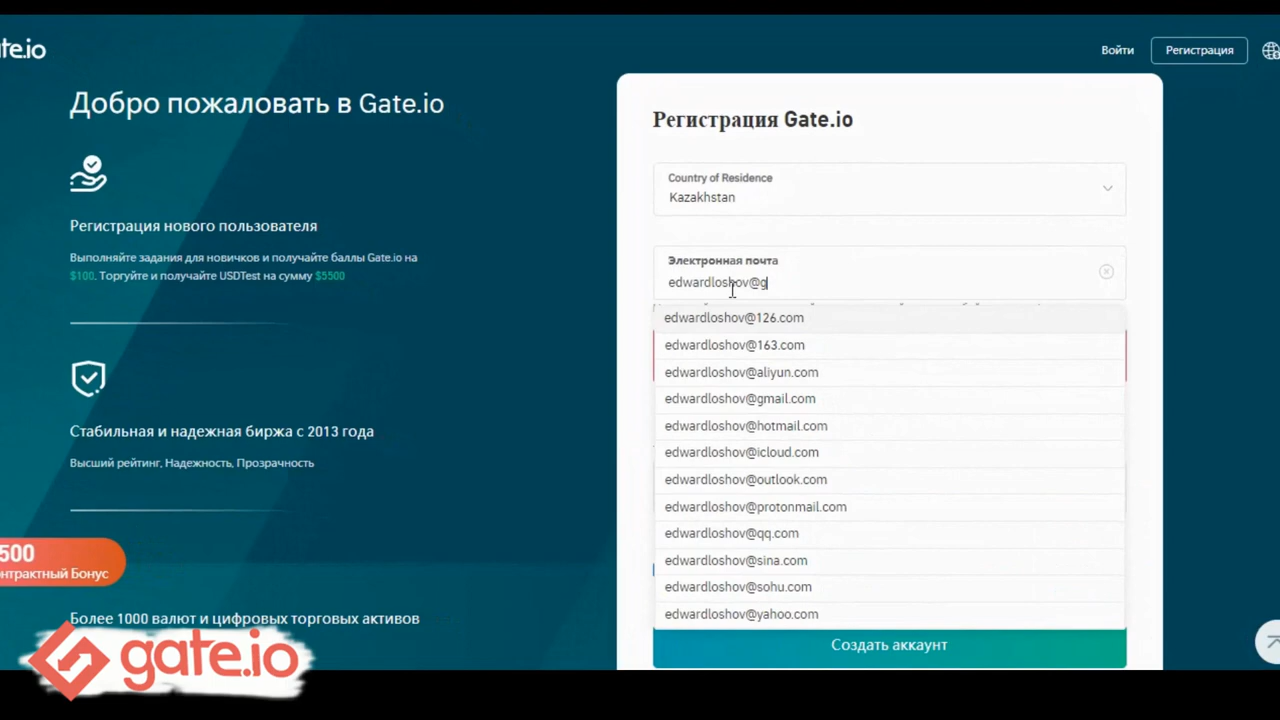 te.io
Войти
Регистрация
Добро пожаловать в Gate.io
Регистрация нового пользователя
Выполняйте задания для новичков и получайте баллы Gate.io на
$100. Торгуйте и получайте USDTest на сумму $5500
Стабильная и надежная биржа с 2013 года
Высший рейтинг, Надежность, Прозрачность
500
нтрактный Бонус
Более 1000 валют и цифровых торговых активов
gate.io
Регистрация Gate.io
Country of Residence
Kazakhstan
Электронная почта
edwardloshov@g
edwardloshov@126.com
edwardloshov@163.com
edwardloshov@aliyun.com
edwardloshov@gmail.com
edwardloshov@hotmail.com
edwardloshov@icloud.com
edwardloshov@outlook.com
edwardloshov@protonmail.com
edwardloshov@qq.com
edwardloshov@sina.com
edwardloshov@sohu.com
edwardloshov@yahoo.com
Создать аккаунт